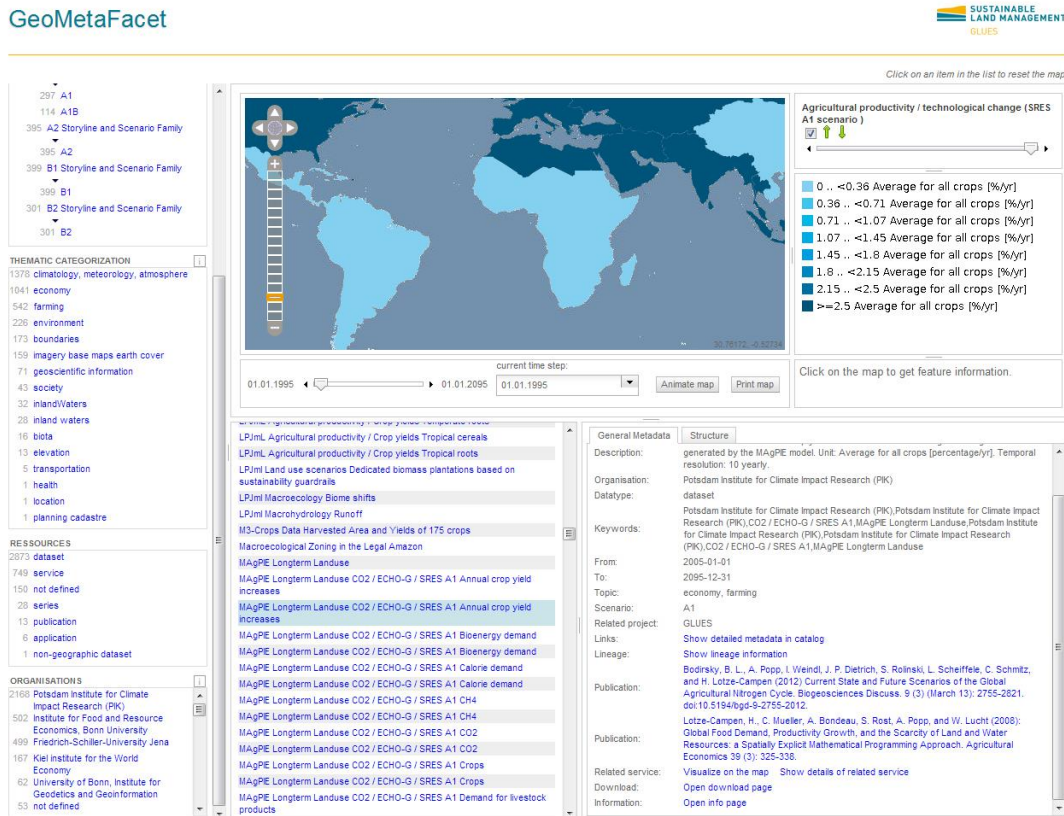 GeoMetaFacet
SUSTAINABLE
LAND MANAGEMENT
GLUES
Click on an item in the list to reset the map
297 A1
114 A1B
395 A2 Storyline and Scenario Family
395 A2
399 B1 Storyline and Scenario Family
399 B1
301 B2 Storyline and Scenario Family
301 B2
THEMATIC CATEGORIZATION
1378 climatology, meteorology, atmosphere
1041 economy
542 farming
226 environment
173 boundaries
159 imagery base maps earth cover
71 geoscientific information
43 society
32 inlandWaters
28 inland waters
16 biota
13 elevation
5 transportation
1 health
1 location
1 planning cadastre
RESSOURCES
2873 dataset
749 service
150 not defined
28 series
13 publication
6 application
1 non-geographic dataset
ORGANISATIONS
2168 Potsdam Institute for Climate
Impact Research (PIK)
502 Institute for Food and Resource
Economics, Bonn University
499 Friedrich-Schiller-University Jena
167 Kiel institute for the World
Economy
62 University of Bonn, Institute for
Geodetics and Geoinformation
53 not defined
30.76172, -0.52734
Agricultural productivity / technological change (SRES
A1 scenario )
0 .. <0.36 Average for all crops [%/yr]
0.36 .. <0.71 Average for all crops [%/yr]
0.71 .. <1.07 Average for all crops [%/yr]
1.07 .. <1.45 Average for all crops [%/yr]
1.45 .. <1.8 Average for all crops [%/yr]
1.8 .. <2.15 Average for all crops [%/yr]
2.15 .. <2.5 Average for all crops [%/yr]
>=2.5 Average for all crops [%/yr]
current time step:
01.01.1995 01.01.2095 01.01.1995 Animate map Print map
Click on the map to get feature information.
LPJmL Agricultural productivity / Crop yields Temperate roots
LPJmL Agricultural productivity / Crop yields Tropical cereals
LPJmL Agricultural productivity / Crop yields Tropical roots
LPJml Land use scenarios Dedicated biomass plantations based on
sustainability guardrails
LPJml Macroecology Biome shifts
LPJml Macrohydrology Runoff
M3-Crops Data Harvested Area and Yields of 175 crops
Macroecological Zoning in the Legal Amazon
MAgPIE Longterm Landuse
MAgPIE Longterm Landuse CO2 / ECHO-G / SRES A1 Annual crop yield
increases
MAgPIE Longterm Landuse CO2 / ECHO-G / SRES A1 Annual crop yield
increases
MAgPIE Longterm Landuse CO2 / ECHO-G / SRES A1 Bioenergy demand
MAgPIE Longterm Landuse CO2 / ECHO-G / SRES A1 Bioenergy demand
MAgPIE Longterm Landuse CO2 / ECHO-G / SRES A1 Calorie demand
MAgPIE Longterm Landuse CO2 / ECHO-G / SRES A1 Calorie demand
MAgPIE Longterm Landuse CO2 / ECHO-G / SRES A1 CH4
MAgPIE Longterm Landuse CO2 / ECHO-G / SRES A1 CH4
MAgPIE Longterm Landuse CO2 / ECHO-G / SRES A1 CO2
MAgPIE Longterm Landuse CO2 / ECHO-G / SRES A1 CO2
MAgPIE Longterm Landuse CO2 / ECHO-G / SRES A1 Crops
MAgPIE Longterm Landuse CO2 / ECHO-G / SRES A1 Crops
MAgPIE Longterm Landuse CO2 / ECHO-G / SRES A1 Demand for livestock
products
General Metadata Structure
Description: generated by the MAgPIE model. Unit: Average for all crops [percentage/yr]. Temporal
resolution: 10 yearly.
Organisation: Potsdam Institute for Climate Impact Research (PIK)
Datatype: dataset
Keywords: Potsdam Institute for Climate Impact Research (PIK),Potsdam Institute for Climate Impact
Research (PIK),CO2 / ECHO-G / SRES A1,MAgPIE Longterm Landuse,Potsdam Institute
for Climate Impact Research (PIK),Potsdam Institute for Climate Impact Research
(PIK),CO2 / ECHO-G / SRES A1,MAgPIE Longterm Landuse
From: 2005-01-01
To: 2095-12-31
Topic: economy, farming
Scenario: A1
Related project: GLUES
Links: Show detailed metadata in catalog
Lineage: Show lineage information
Publication: Bodirsky, B. L., A. Popp, I. Weindl, J. P. Dietrich, S. Rolinski, L. Scheiffele, C. Schmitz,
and H. Lotze-Campen (2012) Current State and Future Scenarios of the Global
Agricultural Nitrogen Cycle. Biogeosciences Discuss. 9 (3) (March 13): 2755-2821.
doi:10.5194/bgd-9-2755-2012.
Publication: Lotze-Campen, H., C. Mueller, A. Bondeau, S. Rost, A. Popp, and W. Lucht (2008):
Global Food Demand, Productivity Growth, and the Scarcity of Land and Water
Resources: a Spatially Explicit Mathematical Programming Approach. Agricultural
Economics 39 (3): 325-338.
Related service: Visualize on the map Show details of related service
Download: Open download page
Information: Open info page